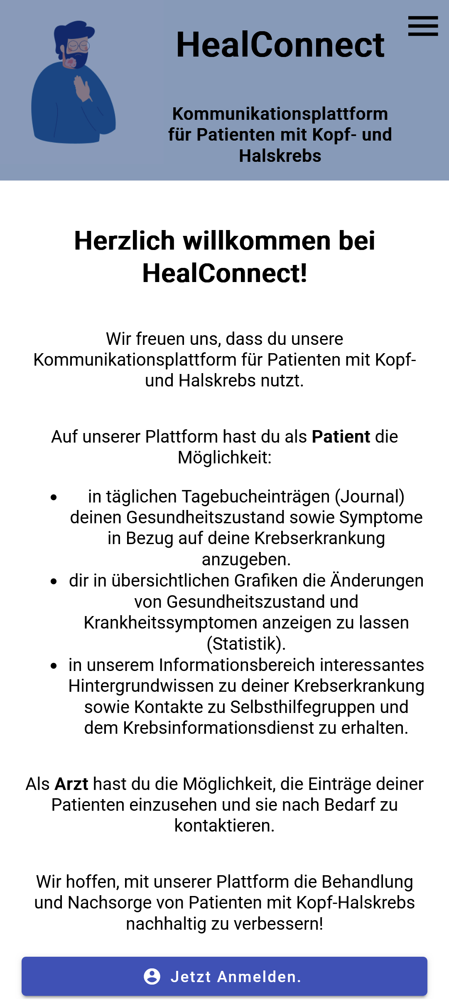 HealConnect
Kommunikationsplattform
für Patienten mit Kopf- und
Halskrebs
Herzlich willkommen bei
HealConnect!
Wir freuen uns, dass du unsere
Kommunikationsplattform für Patienten mit Kopf-
und Halskrebs nutzt.
Auf unserer Plattform hast du als Patient die
Möglichkeit:
• in täglichen Tagebucheinträgen (Journal)
deinen Gesundheitszustand sowie Symptome
in Bezug auf deine Krebserkrankung
anzugeben.
• dir in übersichtlichen Grafiken die Änderungen
von Gesundheitszustand und
Krankheitssymptomen anzeigen zu lassen
(Statistik).
• in unserem Informationsbereich interessantes
Hintergrundwissen zu deiner Krebserkrankung
sowie Kontakte zu Selbsthilfegruppen und
dem Krebsinformationsdienst zu erhalten.
Als Arzt hast du die Möglichkeit, die Einträge deiner
Patienten einzusehen und sie nach Bedarf zu
kontaktieren.
Wir hoffen, mit unserer Plattform die Behandlung
und Nachsorge von Patienten mit Kopf-Halskrebs
nachhaltig zu verbessern!
Jetzt Anmelden.